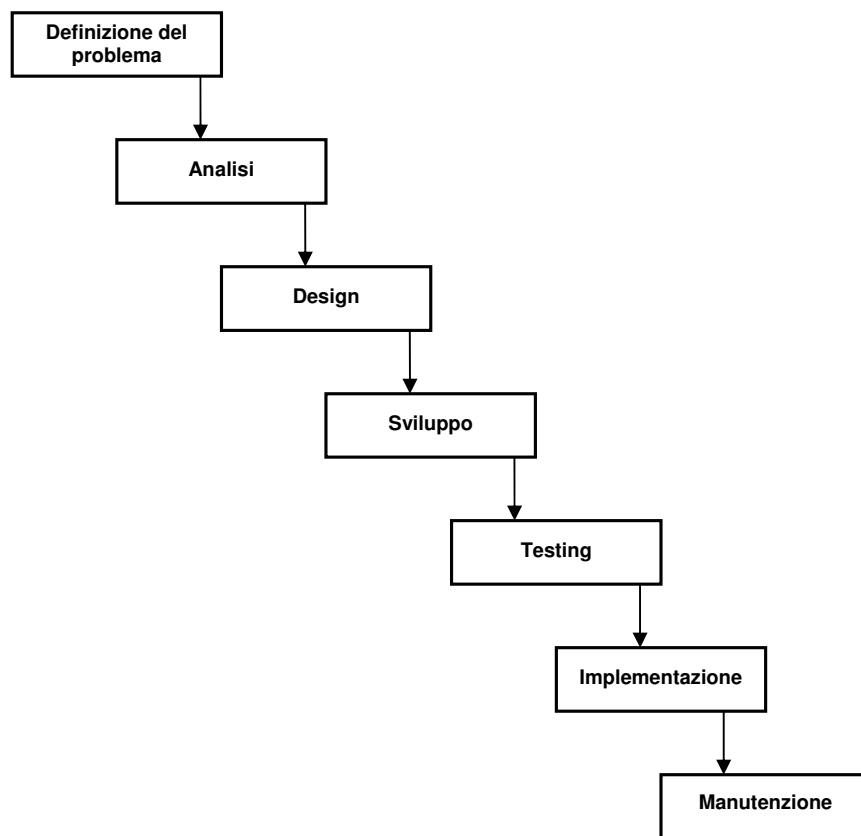 Definizione del
problema
Analisi
Design
Sviluppo
Testing
Implementazione
Manutenzione